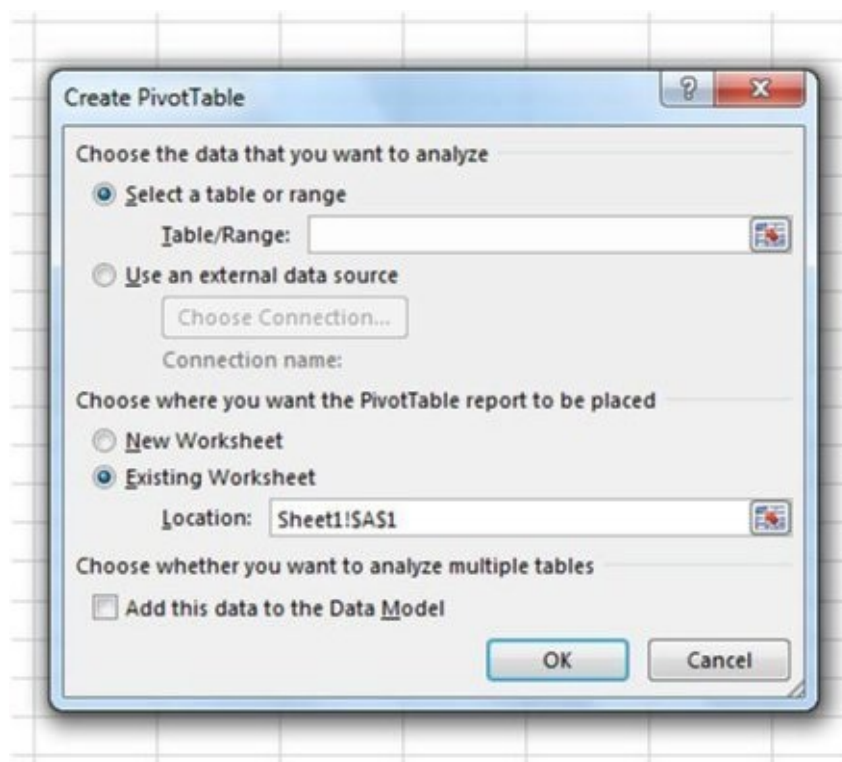 Create PivotTable
?
Choose the data that you want to analyze
Select a table or range
Table/Range:
Use an external data source
Choose Connection...
Connection name:
Choose where you want the PivotTable report to be placed
New Worksheet
Existing Worksheet
Location: Sheet1!$A$1
Choose whether you want to analyze multiple tables
Add this data to the Data Model
OK Cancel